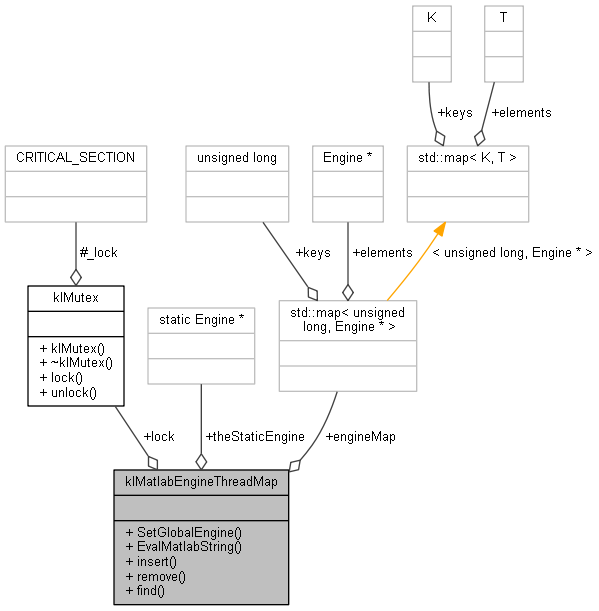 K
T
+keys
+elements
CRITICAL_SECTION
unsigned long
Engine *
std::map< K, T >
#_lock
+keys
+elements
< unsigned long, Engine * >
klMutex
+ klMutex()
+ ~klMutex()
+ lock()
+ unlock()
static Engine *
std::map< unsigned
long, Engine * >
+lock
+theStaticEngine
+engineMap
klMatlabEngineThreadMap
+ SetGlobalEngine()
+ EvalMatlabString()
+ insert()
+ remove()
+ find()